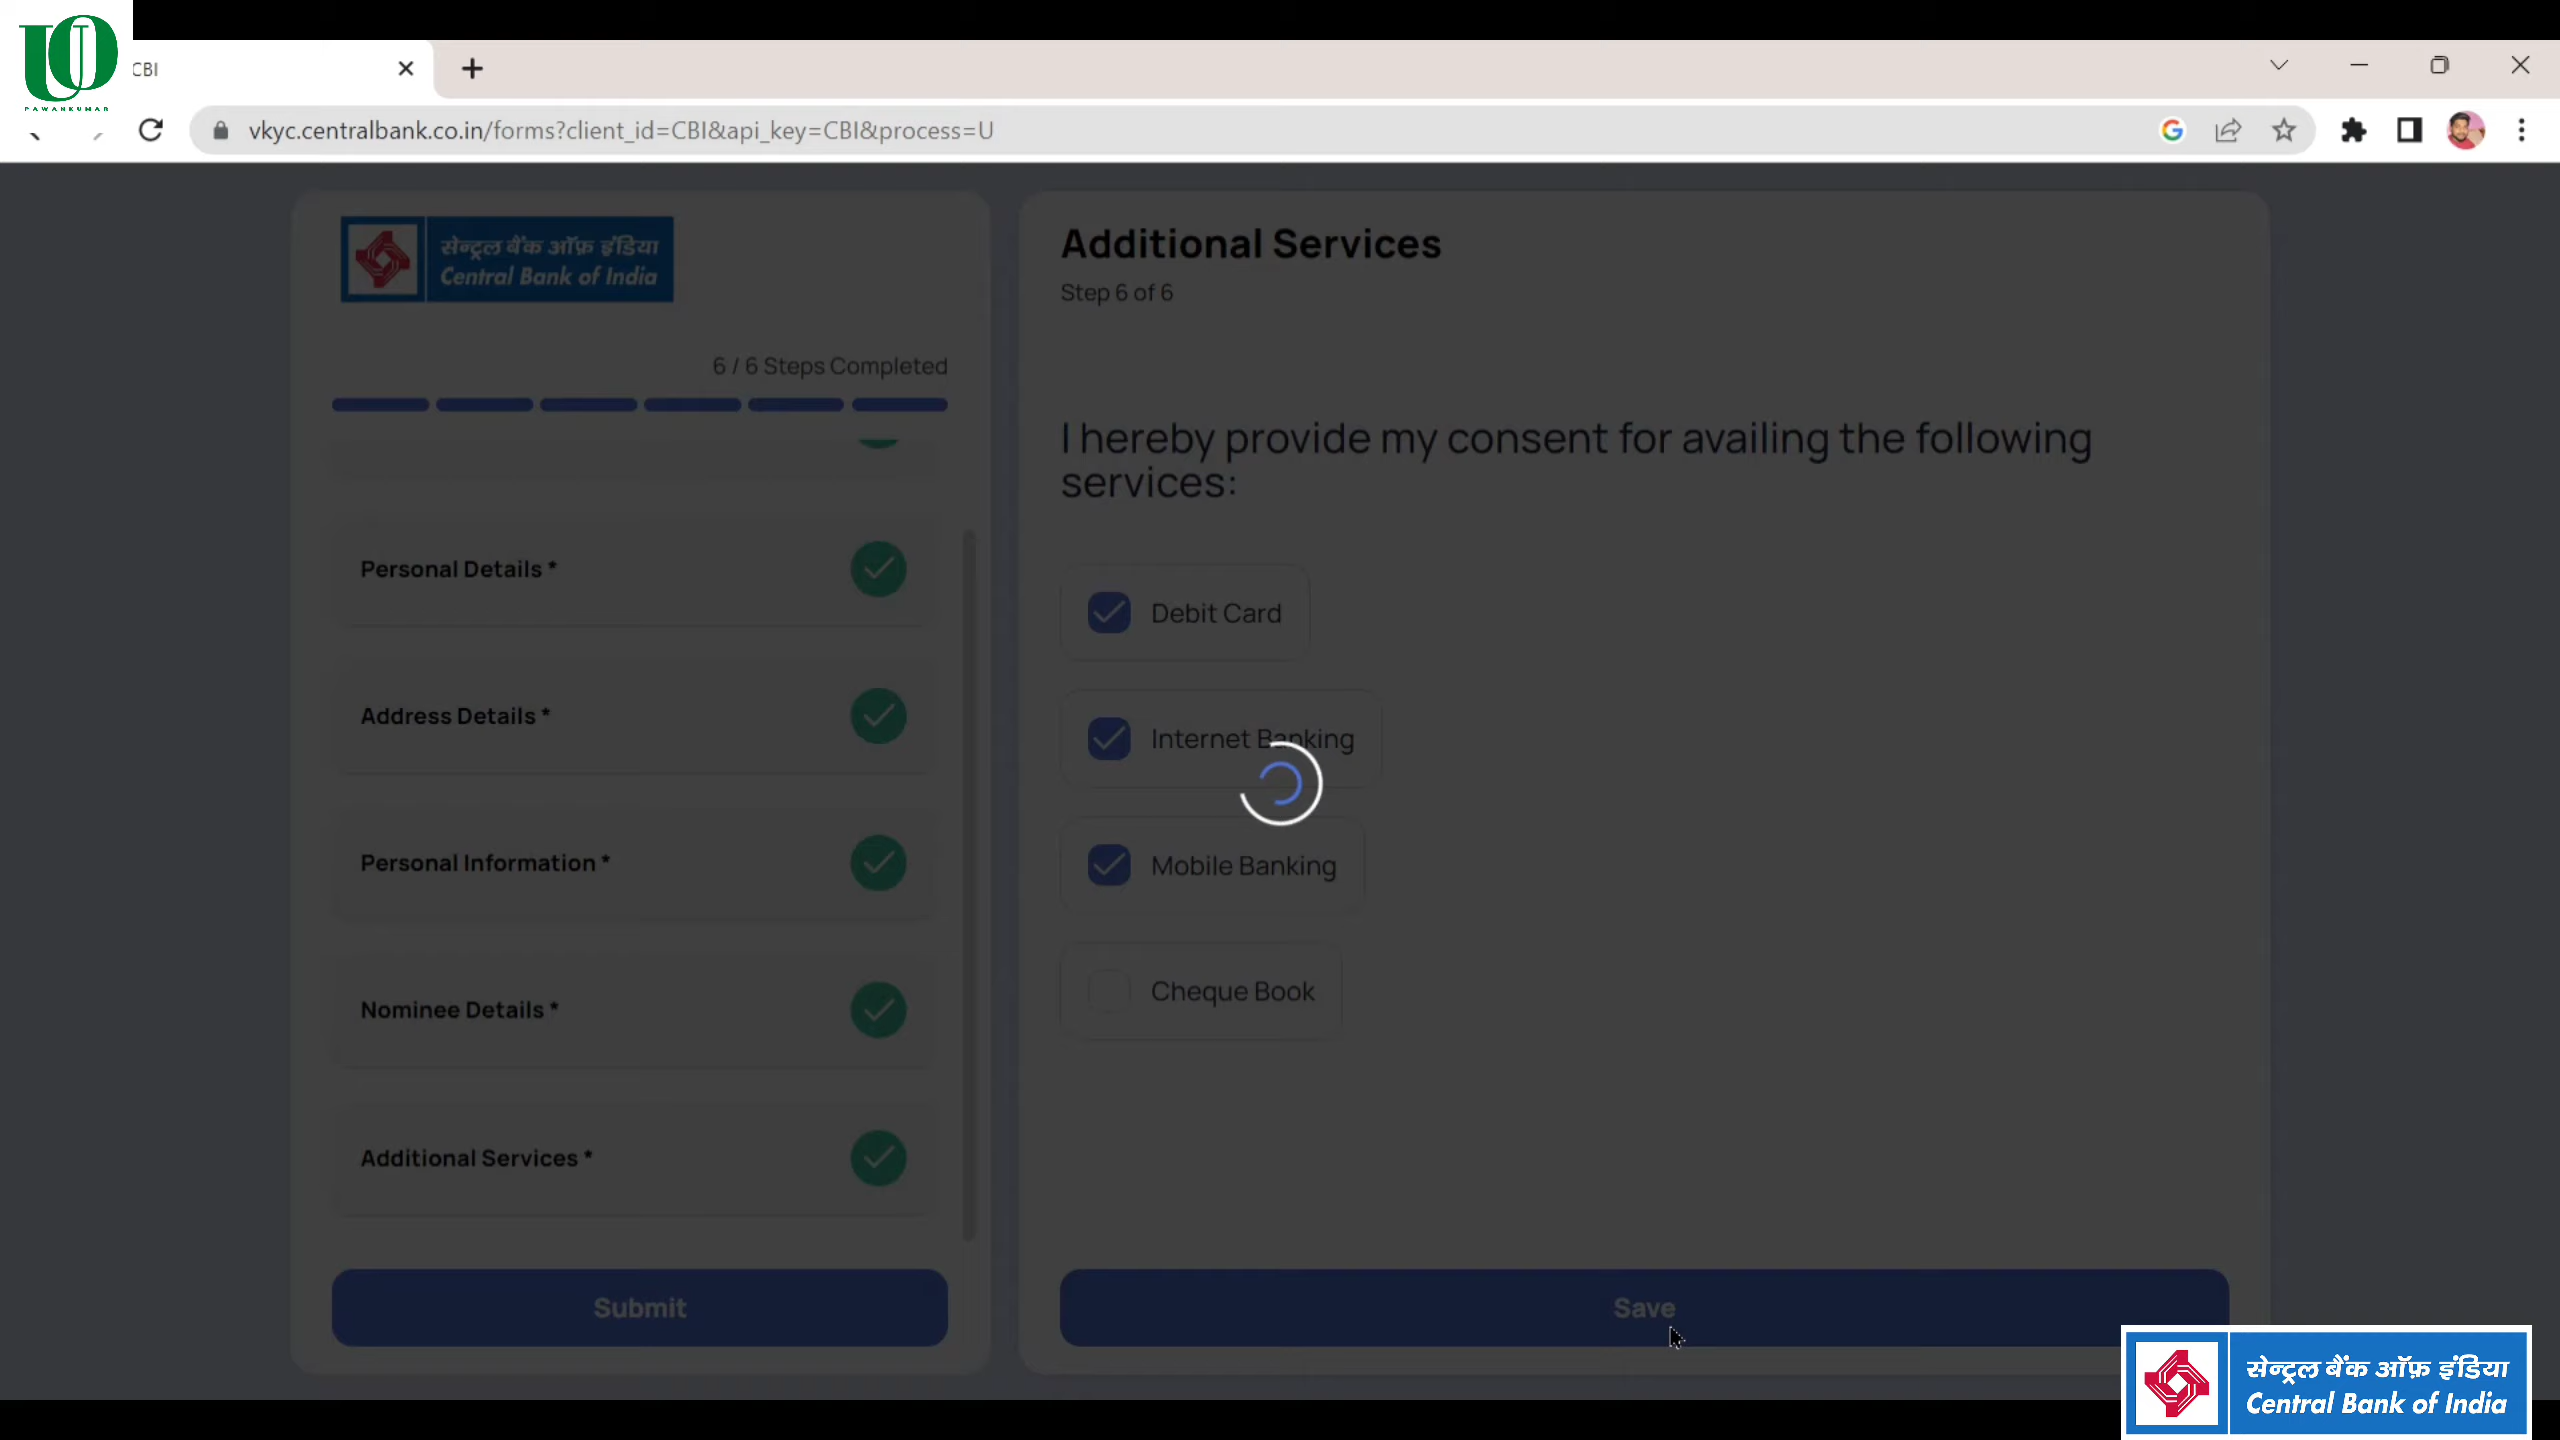 UO
PAWANKUMAR
CBI
vkyc.centralbank.co.in/forms?client_id=CBI&api_key=CBI&process=U
सेन्ट्रल बैंक ऑफ़ इंडिया
Central Bank of India
6 / 6 Steps Completed
Personal Details *
Address Details *
Personal Information *
Nominee Details *
Additional Services *
Submit
Additional Services
Step 6 of 6
I hereby provide my consent for availing the following
services:
Debit Card
Internet Banking
Mobile Banking
Cheque Book
Save
सेन्ट्रल बैंक ऑफ़ इंडिया
Central Bank of India